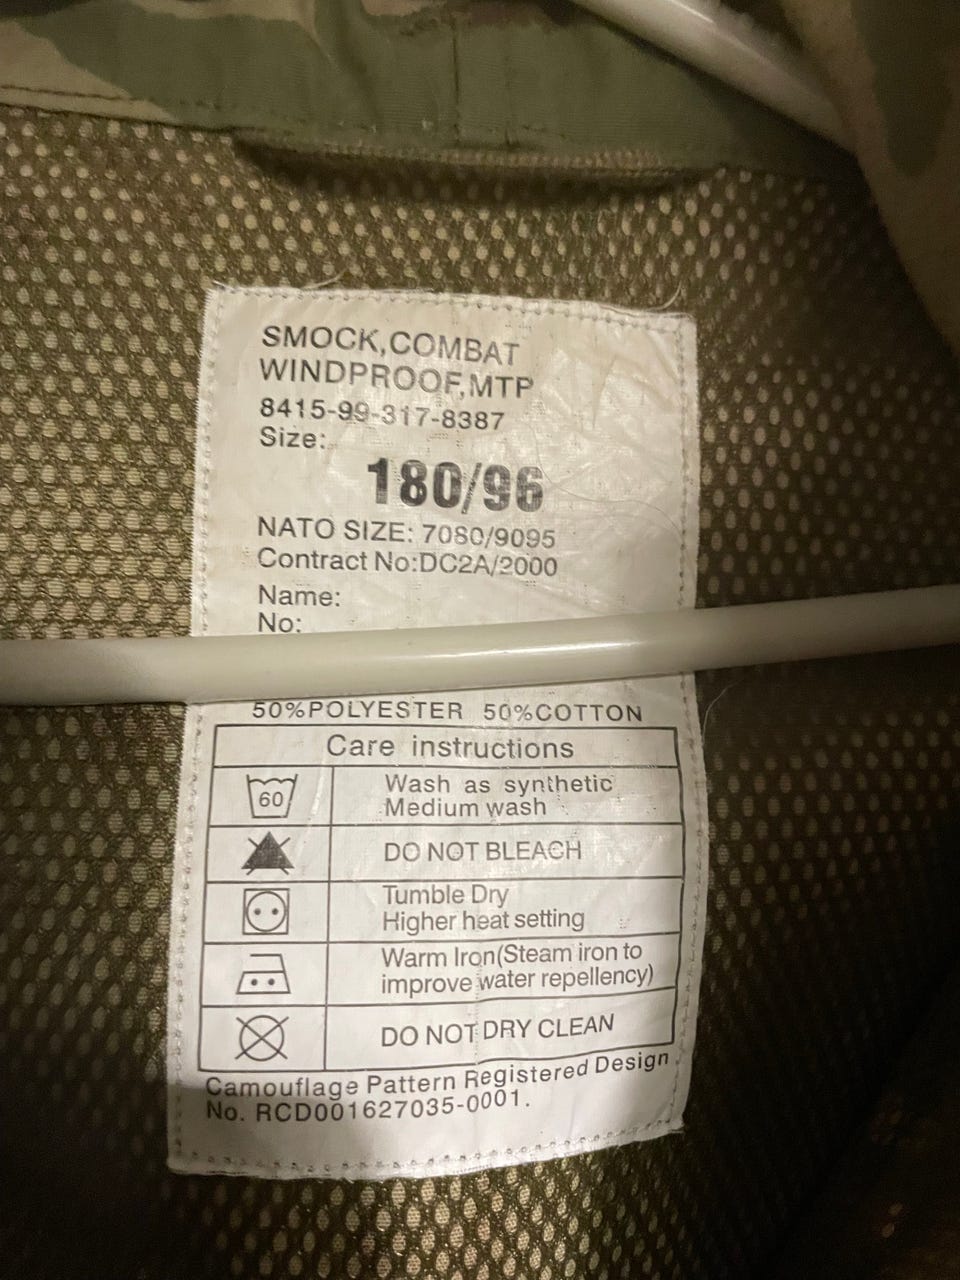 SMOCK,COMBAT
WINDPROOF,MTP
8415-99-317-8387
Size:
180/96
NATO SIZE: 7080/9095
Contract No:DC2A/2000
Name:
No:
50%POLYESTER 50%COTTON
Care instructions
60
Wash as synthetic
Medium wash
DO NOT BLEACH
Tumble Dry
Higher heat setting
Warm Iron(Steam iron to
improve water repellency)
DO NOT DRY CLEAN
Camouflage Pattern Registered Design
No. RCD001627035-0001.